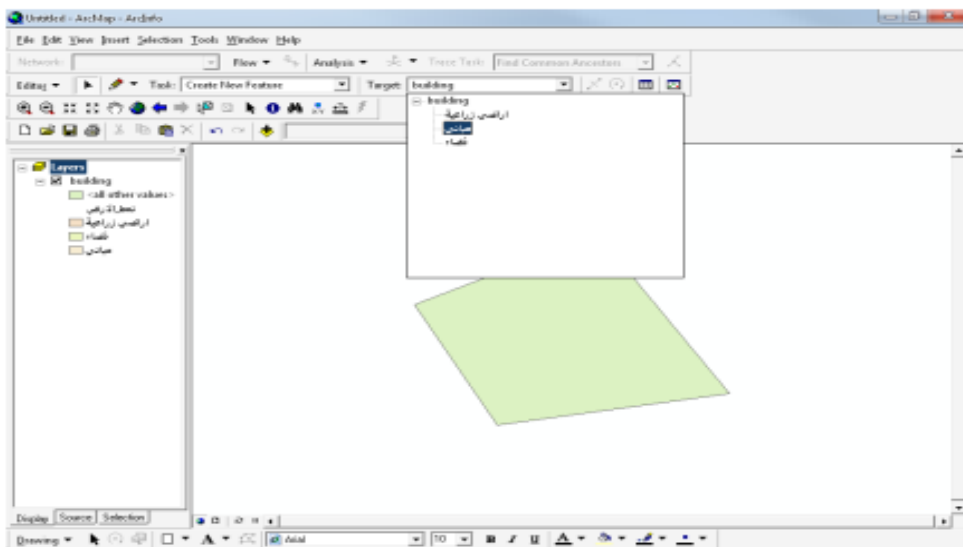 Untitled - ArcMap - ArcInfo
File Edit View Insert Selection Tools Window Help
Network: Flow Analysis Trace Task: Find Common Ancestors
Editor Task: Create New Feature Target: building
building
اراضي زراعية
مباني
فضاء
Layers
building
<all other values>
اراضي زراعية
فضاء
مباني
Display Source Selection
Drawing Arial 10 B I U A